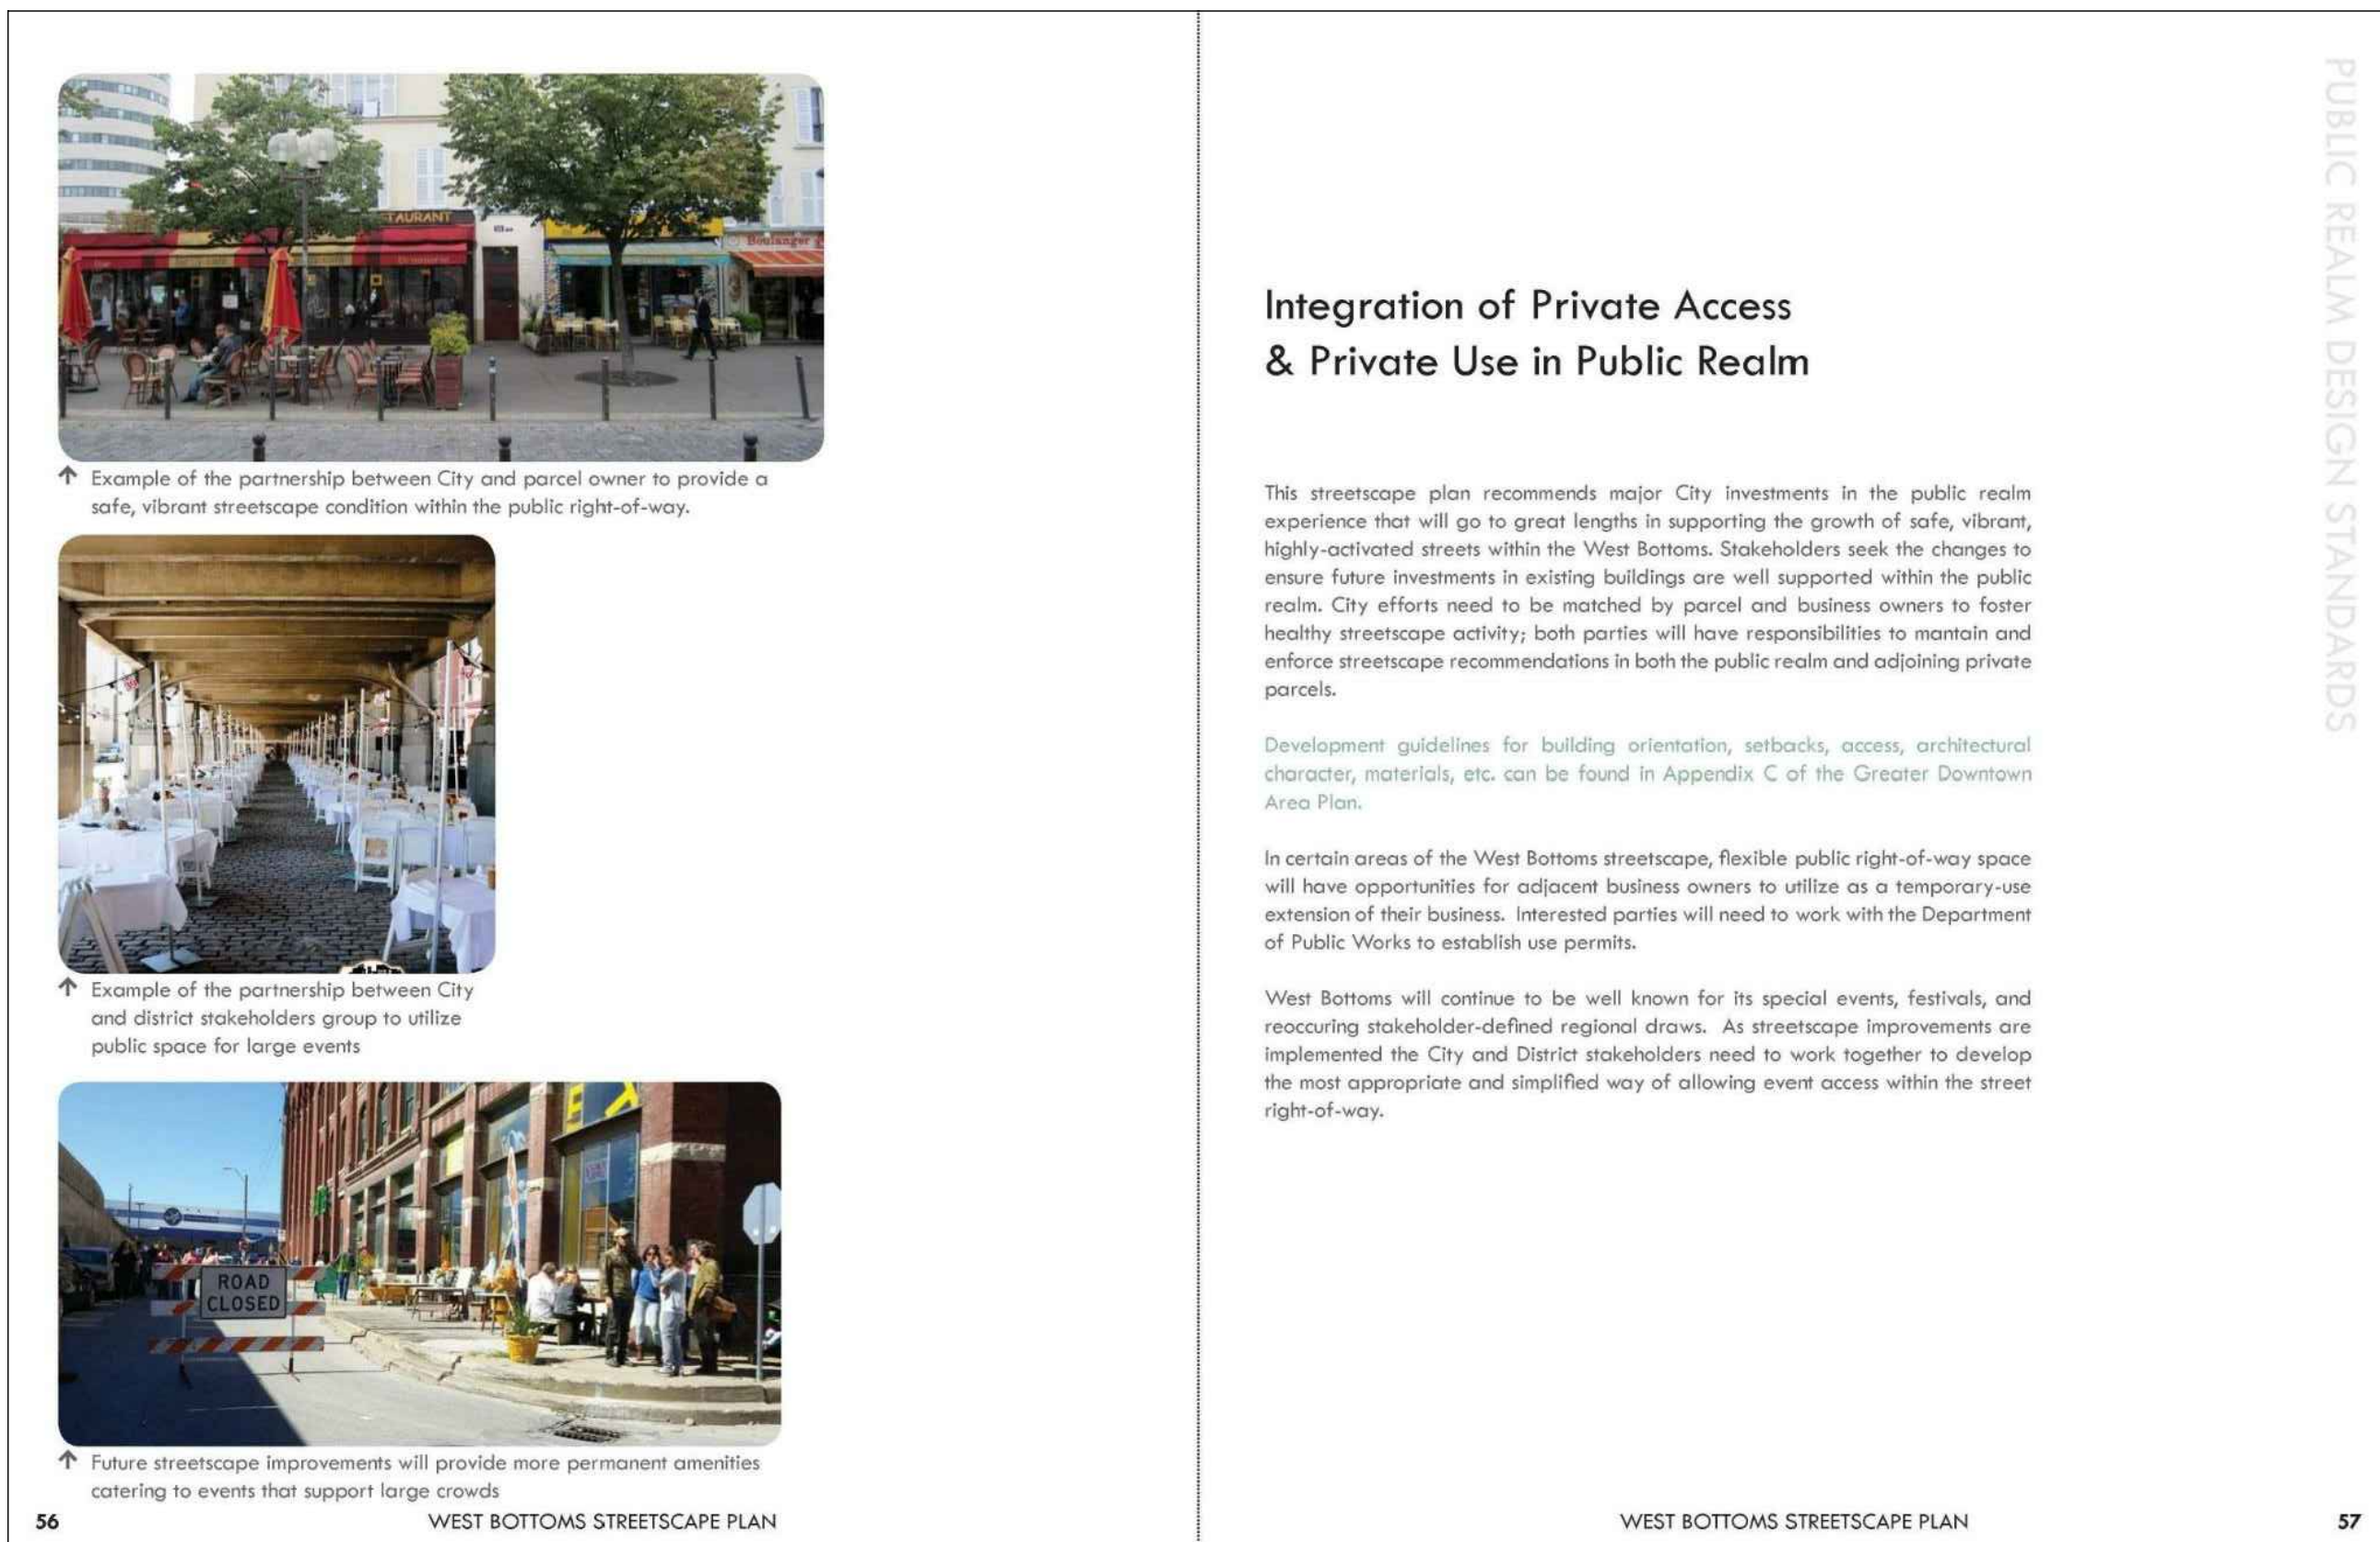 TAURANT
Boulanger
↑ Example of the partnership between City and parcel owner to provide a
safe, vibrant streetscape condition within the public right-of-way.
↑ Example of the partnership between City
and district stakeholders group to utilize
public space for large events
ROAD
CLOSED
↑ Future streetscape improvements will provide more permanent amenities
catering to events that support large crowds
56
WEST BOTTOMS STREETSCAPE PLAN
Integration of Private Access
& Private Use in Public Realm
This streetscape plan recommends major City investments in the public realm
experience that will go to great lengths in supporting the growth of safe, vibrant,
highly-activated streets within the West Bottoms. Stakeholders seek the changes to
ensure future investments in existing buildings are well supported within the public
realm. City efforts need to be matched by parcel and business owners to foster
healthy streetscape activity; both parties will have responsibilities to mantain and
enforce streetscape recommendations in both the public realm and adjoining private
parcels.
Development guidelines for building orientation, setbacks, access, architectural
character, materials, etc. can be found in Appendix C of the Greater Downtown
Area Plan.
In certain areas of the West Bottoms streetscape, flexible public right-of-way space
will have opportunities for adjacent business owners to utilize as a temporary-use
extension of their business. Interested parties will need to work with the Department
of Public Works to establish use permits.
West Bottoms will continue to be well known for its special events, festivals, and
reoccuring stakeholder-defined regional draws. As streetscape improvements are
implemented the City and District stakeholders need to work together to develop
the most appropriate and simplified way of allowing event access within the street
right-of-way.
WEST BOTTOMS STREETSCAPE PLAN
57
PUBLIC REALM DESIGN STANDARDS